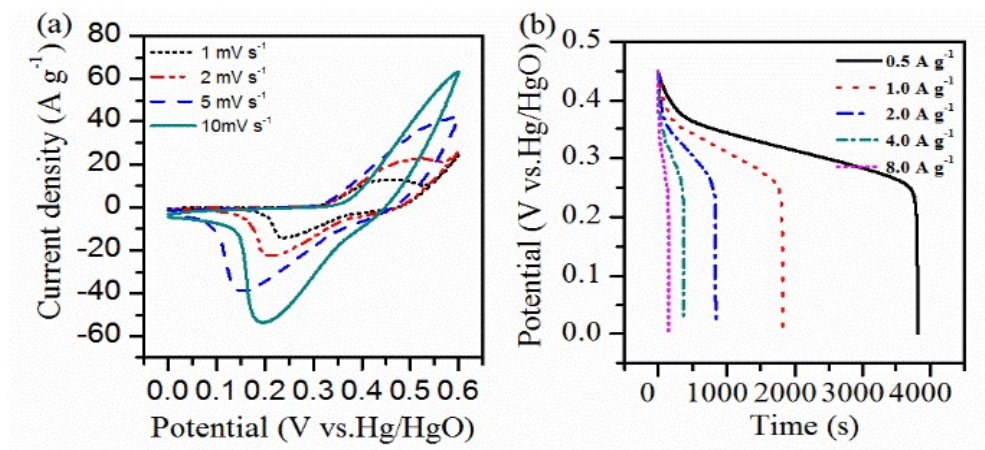 (a)
80
60
40
20
0
-20
-40
-60
Current density (A g-1)
1 mV s-1
2 mV s-1
5 mV s-1
10mV s-1
0.0 0.1 0.2 0.3 0.4 0.5 0.6
Potential (V vs.Hg/HgO)
(b)
0.5
0.4
0.3
0.2
0.1
0.0
Potential (V vs.Hg/HgO)
0.5 A g-1
1.0 A g-1
2.0 A g-1
4.0 A g-1
8.0 A g-1
0 1000 2000 3000 4000
Time (s)